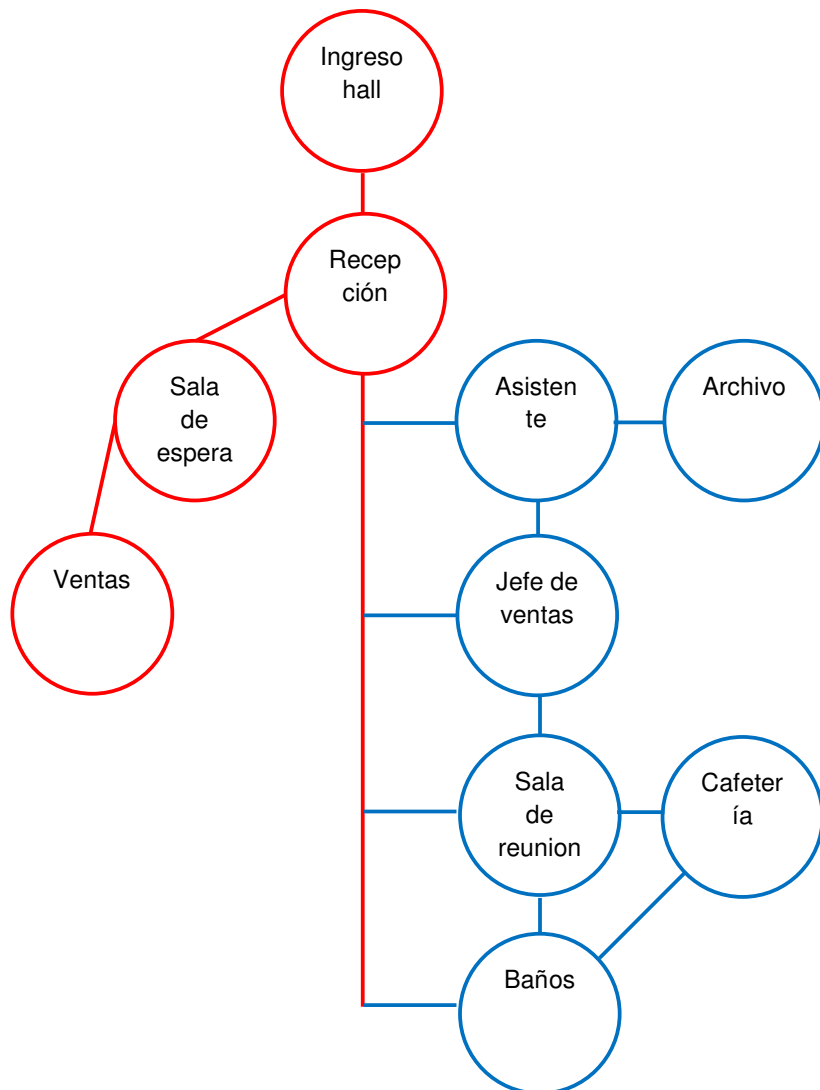 Ingreso
hall
Recep
ción
Sala
de
espera
Asisten
te
Archivo
Ventas
Jefe de
ventas
Sala
de
reunion
Cafeter
ía
Baños